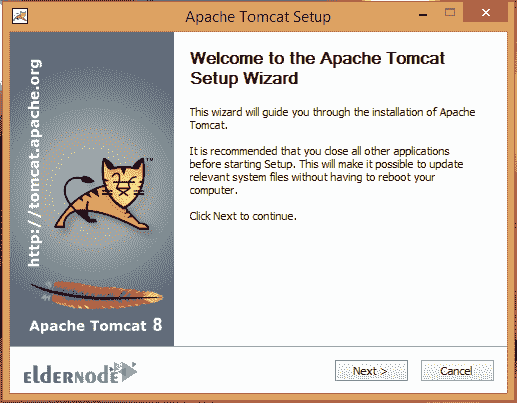 Apache Tomcat Setup
http://tomcat.apache.org
TM
Apache Tomcat 8
Welcome to the Apache Tomcat
Setup Wizard
This wizard will guide you through the installation of Apache
Tomcat.
It is recommended that you close all other applications
before starting Setup. This will make it possible to update
relevant system files without having to reboot your
computer.
Click Next to continue.
eldernode
Next >
Cancel